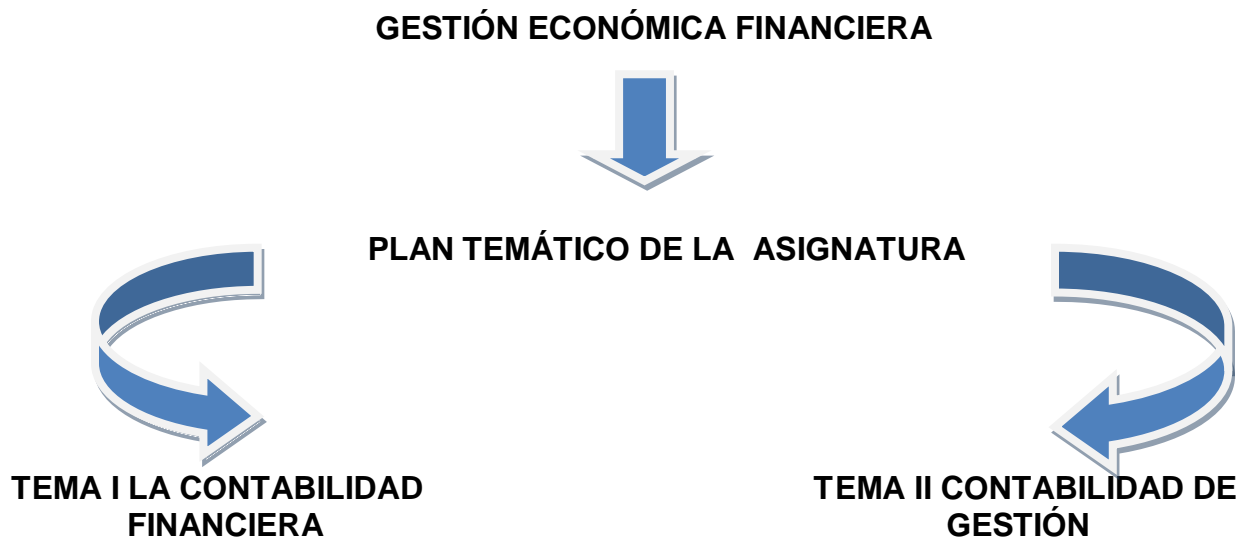 GESTIÓN ECONÓMICA FINANCIERA
PLAN TEMÁTICO DE LA ASIGNATURA
TEMA I LA CONTABILIDAD
FINANCIERA
TEMA II CONTABILIDAD DE
GESTIÓN